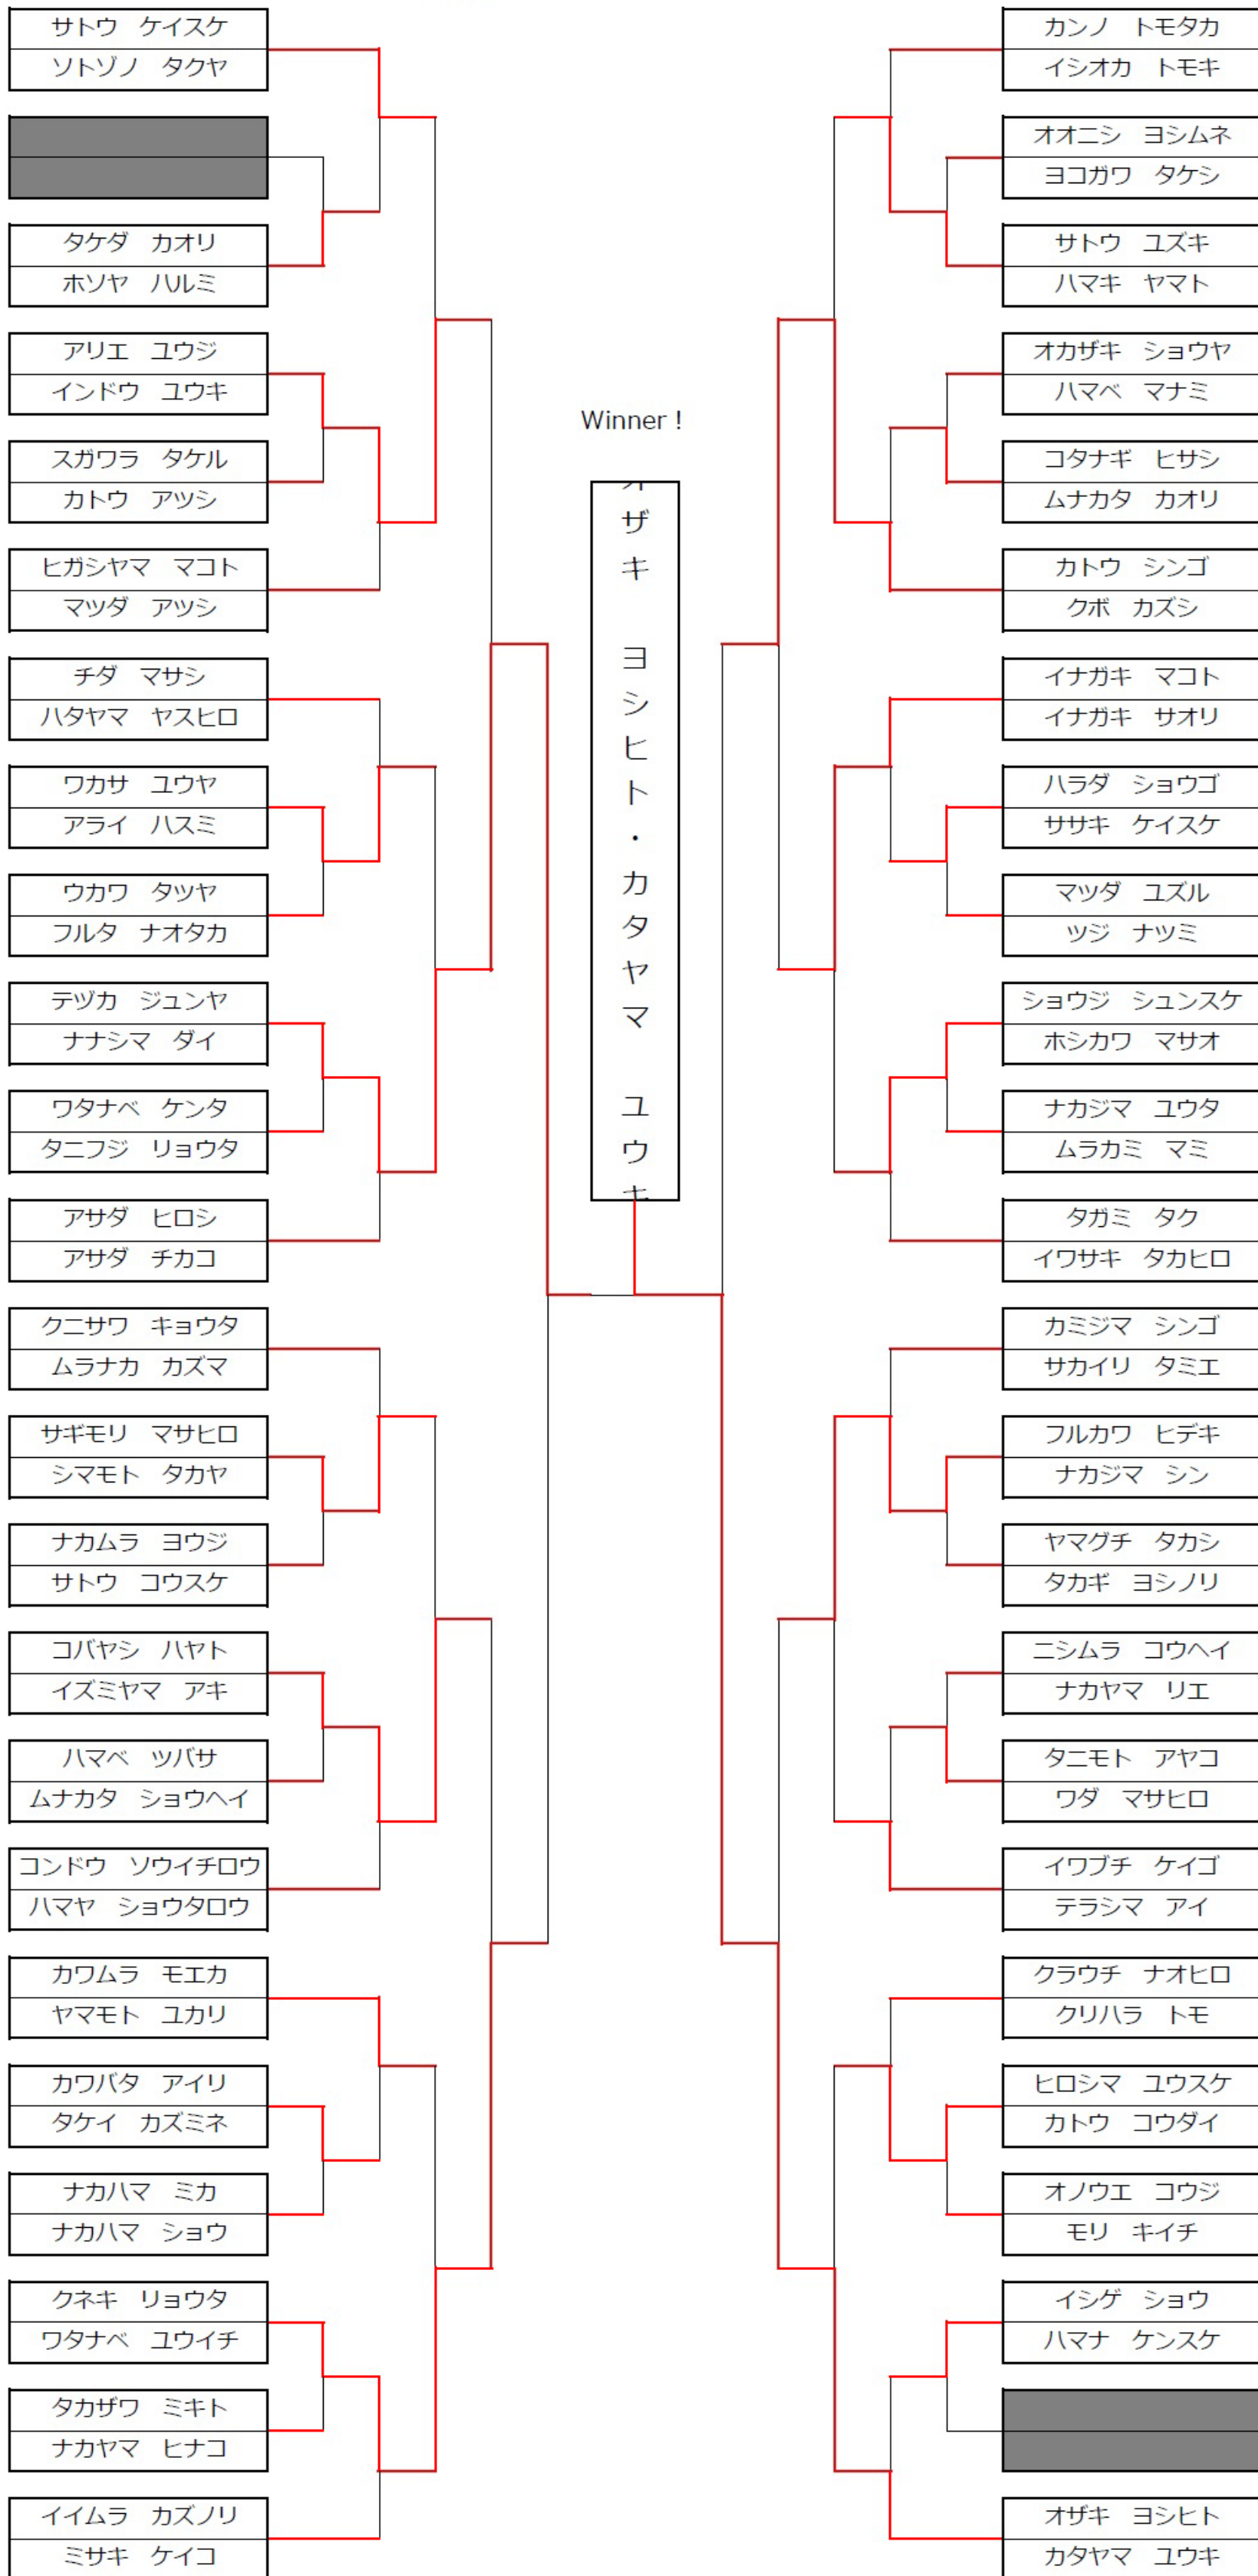 サトウ　ケイスケ
ソトゾノ　タクヤ
タケダ　カオリ
ホソヤ　ハルミ
アリエ　ユウジ
インドウ　ユウキ
スガワラ　タケル
カトウ　アツシ
ヒガシヤマ　マコト
マツダ　アツシ
チダ　マサシ
ハタヤマ　ヤスヒロ
ワカサ　ユウヤ
アライ　ハスミ
ウカワ　タツヤ
フルタ　ナオタカ
テヅカ　ジュンヤ
ナナシマ　ダイ
ワタナベ　ケンタ
タニフジ　リョウタ
アサダ　ヒロシ
アサダ　チカコ
クニサワ　キョウタ
ムラナカ　カズマ
サギモリ　マサヒロ
シマモト　タカヤ
ナカムラ　ヨウジ
サトウ　コウスケ
コバヤシ　ハヤト
イズミヤマ　アキ
ハマベ　ツバサ
ムナカタ　ショウヘイ
コンドウ　ソウイチロウ
ハマヤ　ショウタロウ
カワムラ　モエカ
ヤマモト　ユカリ
カワバタ　アイリ
タケイ　カズミネ
ナカハマ　ミカ
ナカハマ　ショウ
クネキ　リョウタ
ワタナベ　ユウイチ
タカザワ　ミキト
ナカヤマ　ヒナコ
イイムラ　カズノリ
ミサキ　ケイコ
Winner !
オザキ　ヨシヒト・カタヤマ　ユウキ
カンノ　トモタカ
イシオカ　トモキ
オオニシ　ヨシムネ
ヨコガワ　タケシ
サトウ　ユズキ
ハマキ　ヤマト
オカザキ　ショウヤ
ハマベ　マナミ
コタナギ　ヒサシ
ムナカタ　カオリ
カトウ　シンゴ
クボ　カズシ
イナガキ　マコト
イナガキ　サオリ
ハラダ　ショウゴ
ササキ　ケイスケ
マツダ　ユズル
ツジ　ナツミ
ショウジ　シュンスケ
ホシカワ　マサオ
ナカジマ　ユウタ
ムラカミ　マミ
タガミ　タク
イワサキ　タカヒロ
カミジマ　シンゴ
サカイリ　タミエ
フルカワ　ヒデキ
ナカジマ　シン
ヤマグチ　タカシ
タカギ　ヨシノリ
ニシムラ　コウヘイ
ナカヤマ　リエ
タニモト　アヤコ
ワダ　マサヒロ
イワブチ　ケイゴ
テラシマ　アイ
クラウチ　ナオヒロ
クリハラ　トモ
ヒロシマ　ユウスケ
カトウ　コウダイ
オノウエ　コウジ
モリ　キイチ
イシゲ　ショウ
ハマナ　ケンスケ
オザキ　ヨシヒト
カタヤマ　ユウキ